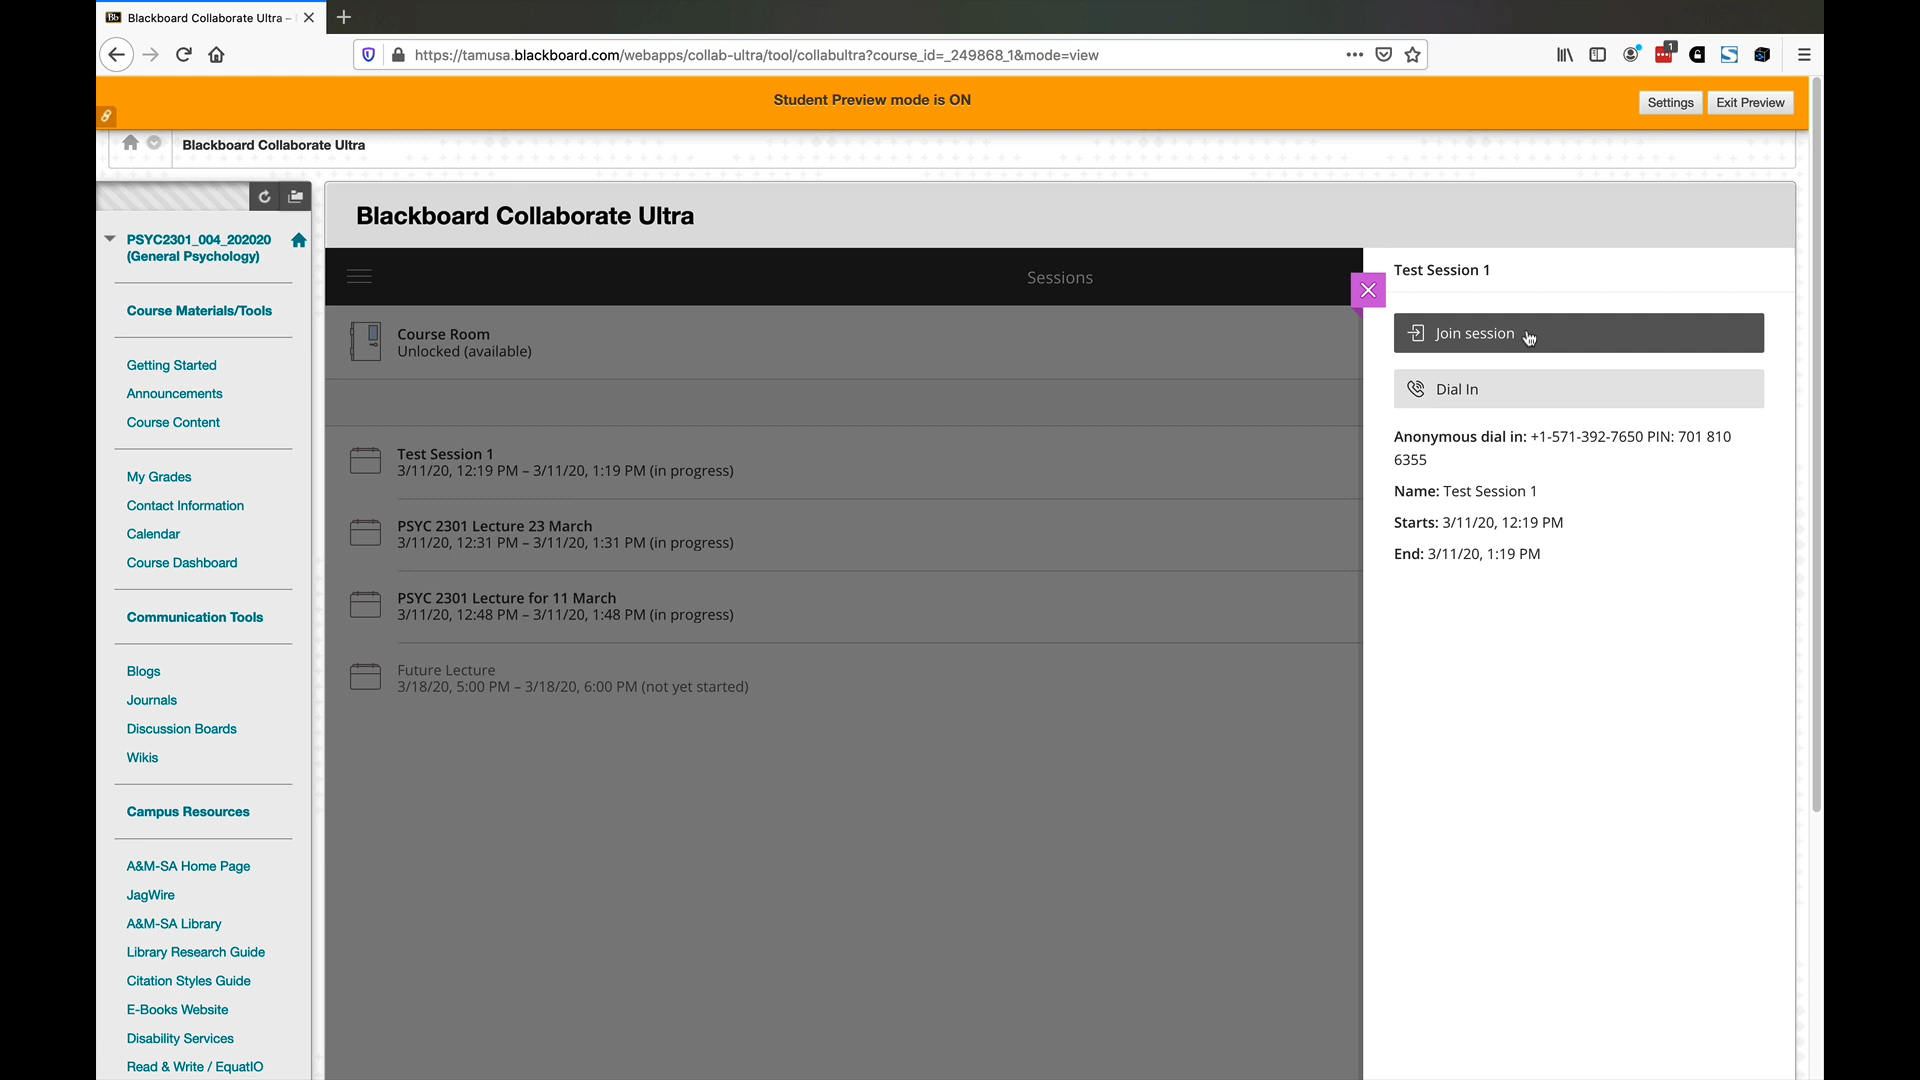 Blackboard Collaborate Ultra –
https://tamusa.blackboard.com/webapps/collab-ultra/tool/collabultra?course_id=_249868_1&mode=view
1
Student Preview mode is ON
Settings
Exit Preview
Blackboard Collaborate Ultra
PSYC2301_004_202020
(General Psychology)
Course Materials/Tools
Getting Started
Announcements
Course Content
My Grades
Contact Information
Calendar
Course Dashboard
Communication Tools
Blogs
Journals
Discussion Boards
Wikis
Campus Resources
A&M-SA Home Page
JagWire
A&M-SA Library
Library Research Guide
Citation Styles Guide
E-Books Website
Disability Services
Read & Write / EquatIO
Blackboard Collaborate Ultra
Sessions
Course Room
Unlocked (available)
Test Session 1
3/11/20, 12:19 PM – 3/11/20, 1:19 PM (in progress)
PSYC 2301 Lecture 23 March
3/11/20, 12:31 PM – 3/11/20, 1:31 PM (in progress)
PSYC 2301 Lecture for 11 March
3/11/20, 12:48 PM – 3/11/20, 1:48 PM (in progress)
Future Lecture
3/18/20, 5:00 PM – 3/18/20, 6:00 PM (not yet started)
Test Session 1
Join session
Dial In
Anonymous dial in: +1-571-392-7650 PIN: 701 810
6355
Name: Test Session 1
Starts: 3/11/20, 12:19 PM
End: 3/11/20, 1:19 PM